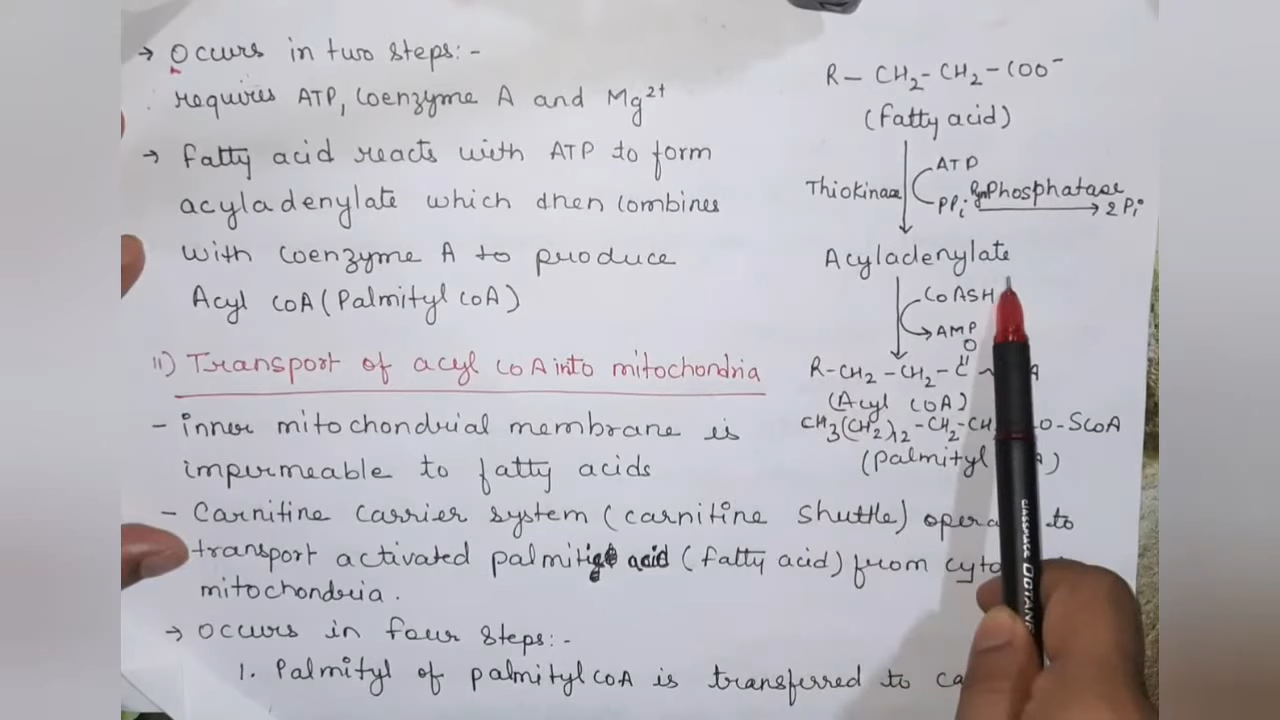 → Occurs in two steps:-
requires ATP, Coenzyme A and Mg²⁺
→ Fatty acid reacts with ATP to form
acyladenylate which then combines
with Coenzyme A to produce
Acyl CoA (Palmityl CoA)
ii) Transport of acyl CoA into mitochondria
- inner mitochondrial membrane is
impermeable to fatty acids
- Carnitine carrier system (carnitine shuttle) opera to
transport activated palmitic acid (fatty acid) from cyto
mitochondria.
→ Occurs in four steps:-
1. Palmityl of palmityl CoA is transferred to ca
R-CH₂-CH₂-COO⁻
(Fatty acid)
ATP
Thiokinase
PPi Pyrophosphatase → 2Pi
Acyladenylate
CoASH
AMP
O
R-CH₂-CH₂-C~ A
(Acyl CoA)
CH₃(CH₂)₁₂-CH₂-CH O-SCoA
(Palmityl A)
CLASSMATE OCTANE